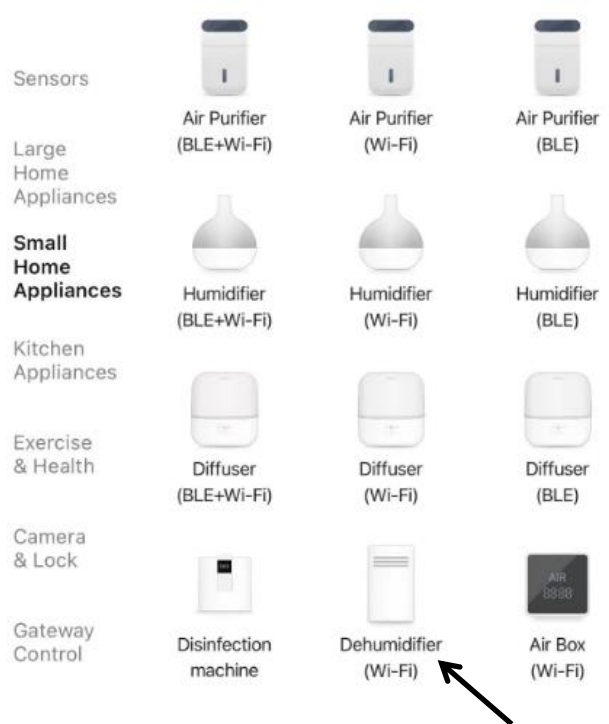 Sensors
Large
Home
Appliances
Small
Home
Appliances
Kitchen
Appliances
Exercise
& Health
Camera
& Lock
Gateway
Control
Air Purifier
(BLE+Wi-Fi)
Air Purifier
(Wi-Fi)
Air Purifier
(BLE)
Humidifier
(BLE+Wi-Fi)
Humidifier
(Wi-Fi)
Humidifier
(BLE)
Diffuser
(BLE+Wi-Fi)
Diffuser
(Wi-Fi)
Diffuser
(BLE)
Disinfection
machine
Dehumidifier
(Wi-Fi)
AIR
8888
Air Box
(Wi-Fi)